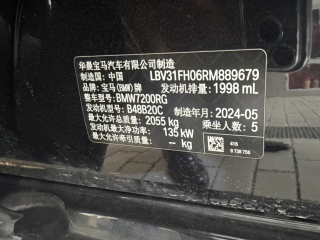 华晨宝马汽车有限公司制造
制造国: 中国 LBV31FH06RM889679
品牌: 宝马(BMW)牌 发动机排量: 1998 mL
整车型号: BMW7200RG
发动机型号: B48B20C 制造年月: 2024-05
最大允许总质量: 2055 kg 乘坐人数: 5
发动机最大净功率: 135 kW
最大允许牵引质量: -- kg